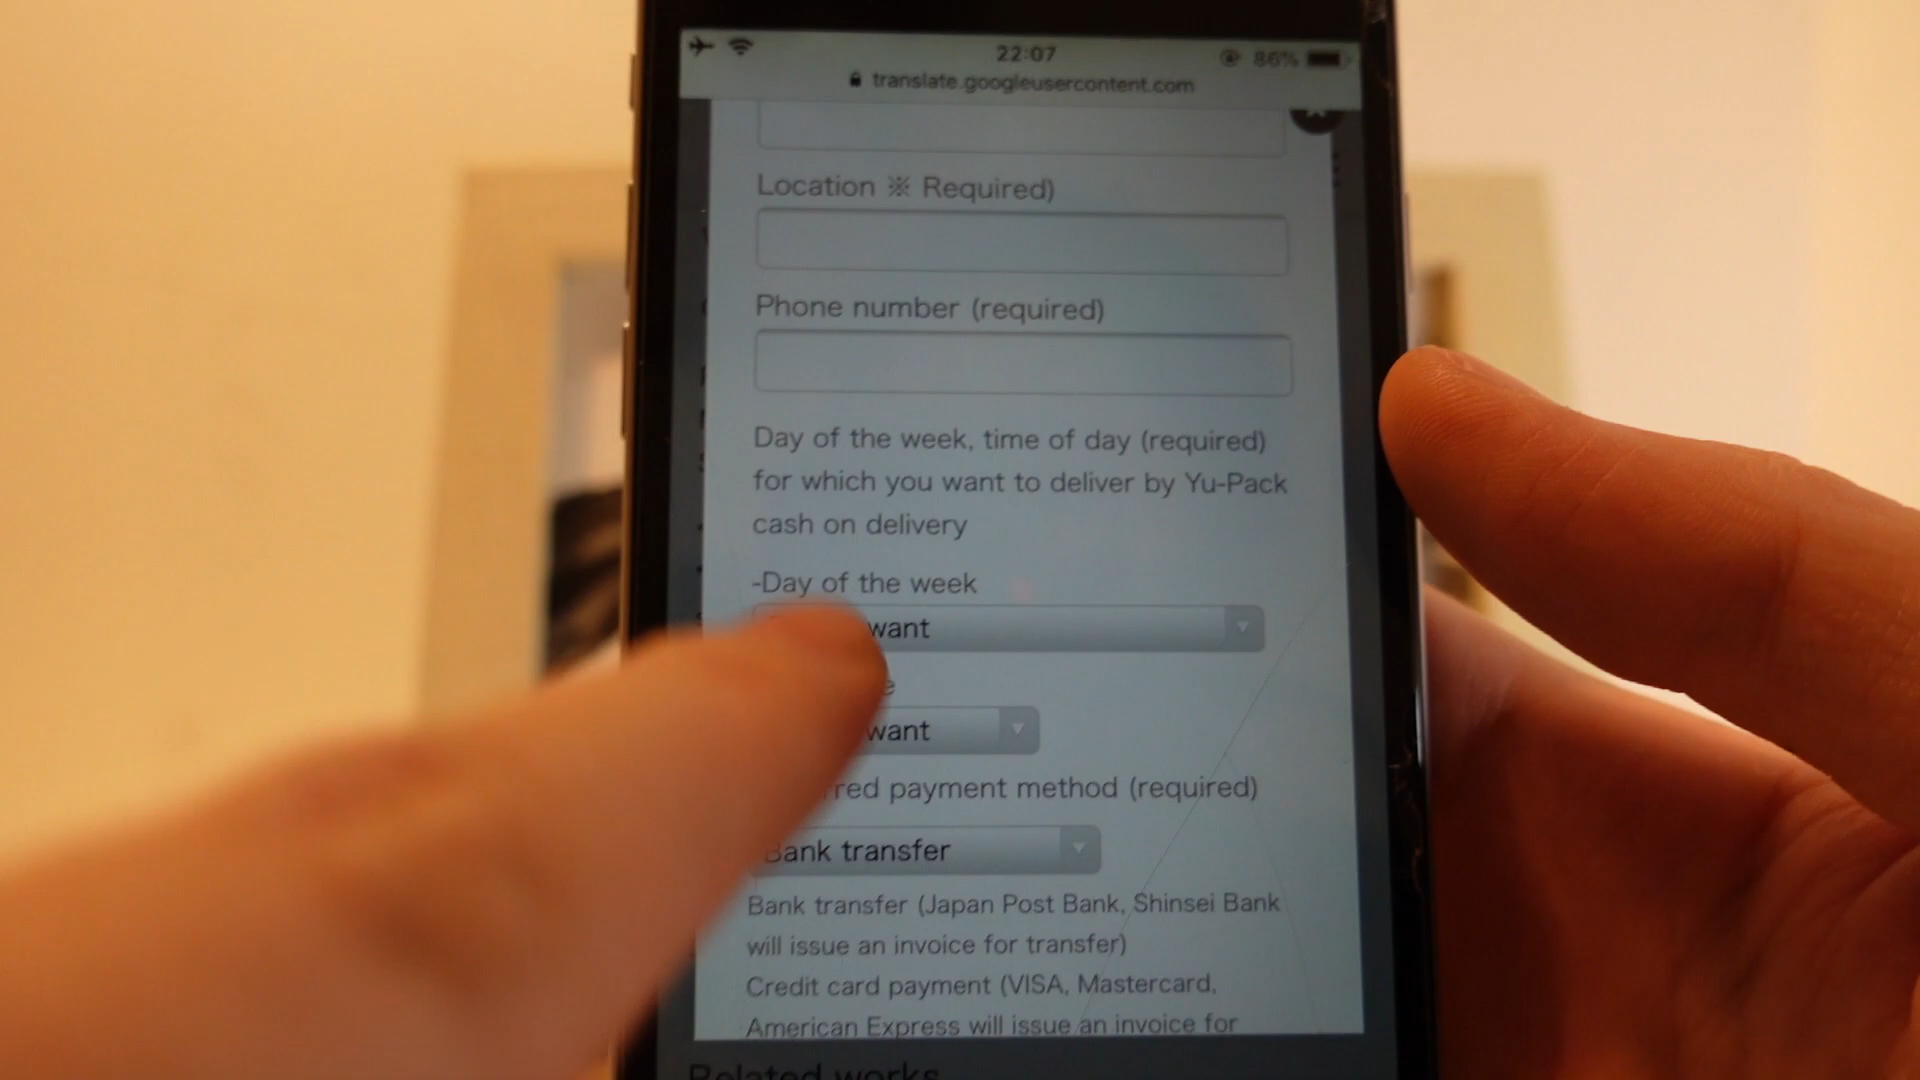 22:07
86%
translate.googleusercontent.com
Location ※ Required)
Phone number (required)
Day of the week, time of day (required)
for which you want to deliver by Yu-Pack
cash on delivery
-Day of the week
want
want
payment method (required)
Bank transfer
Bank transfer (Japan Post Bank, Shinsei Bank
will issue an invoice for transfer)
Credit card payment (VISA, Mastercard,
American Express will issue an invoice for
Related works